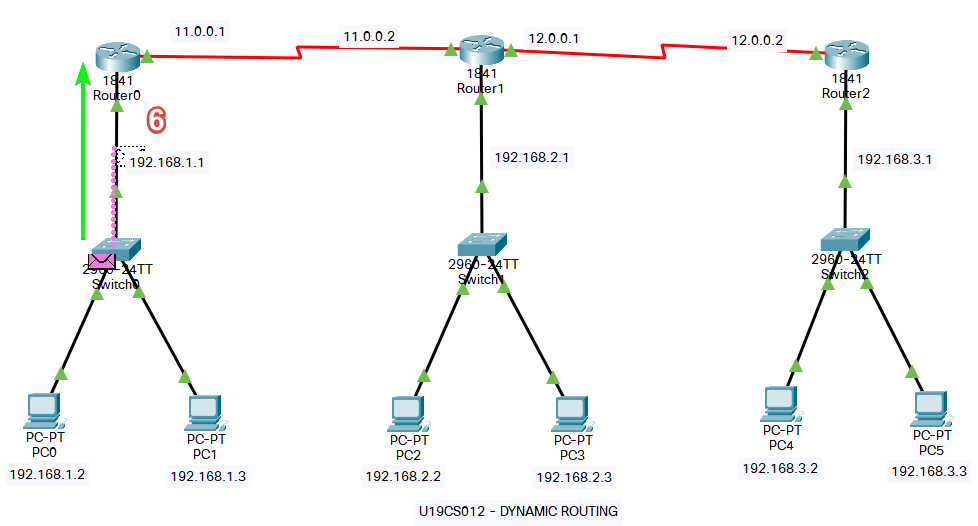 11.0.0.1
11.0.0.2
12.0.0.1
12.0.0.2
1841
Router0
1841
Router1
1841
Router2
6
192.168.1.1
192.168.2.1
192.168.3.1
2960-24TT
Switch0
2960-24TT
Switch1
2960-24TT
Switch2
PC-PT
PC0
PC-PT
PC1
PC-PT
PC2
PC-PT
PC3
PC-PT
PC4
PC-PT
PC5
192.168.1.2
192.168.1.3
192.168.2.2
192.168.2.3
192.168.3.2
192.168.3.3
U19CS012 - DYNAMIC ROUTING